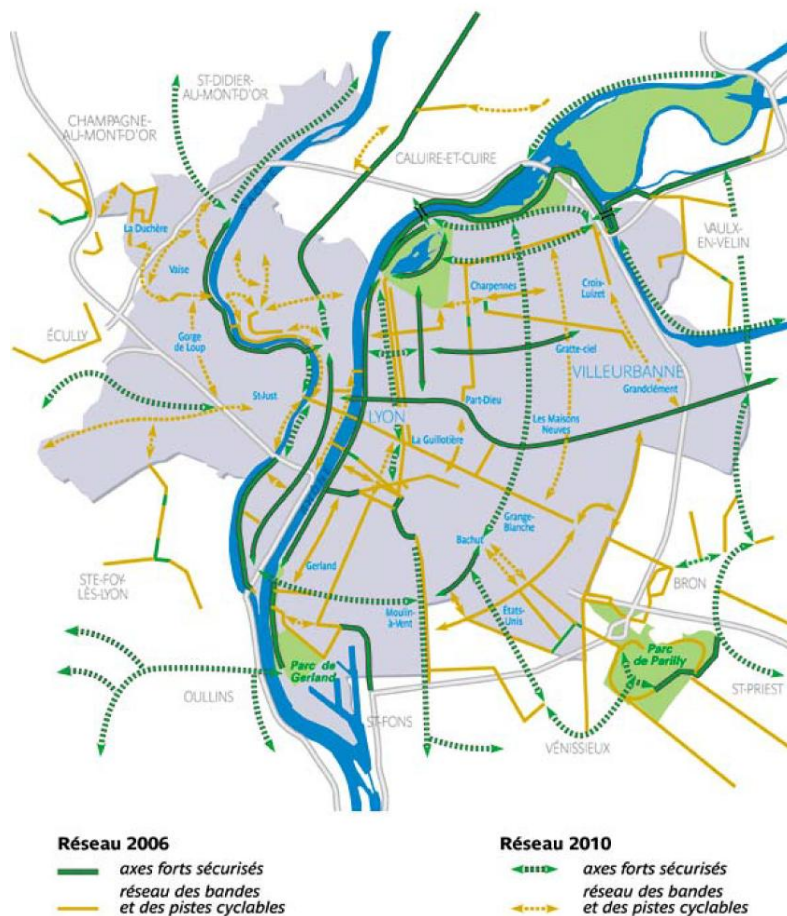 ST-DIDIER-
AU-MONT-D'OR
CHAMPAGNE-
AU-MONT-D'OR
CALUIRE-ET-CUIRE
La Duchère
VAULX-
EN-VELIN
Vaise
Charpennes
Croix-
Luizet
ÉCULLY
Gorge
de Loup
Gratte-ciel
VILLEURBANNE
Grandclément
St-Just
Part-Dieu
LYON
Les Maisons
Neuves
La Guillotière
Grange-
Blanche
Bachut
Gerland
STE-FOY-
LÈS-LYON
BRON
Moulin-
à-Vent
États-
Unis
Parc de
Gerland
Parc
de Parilly
OULLINS
ST-FONS
ST-PRIEST
VÉNISSIEUX
Réseau 2006
axes forts sécurisés
réseau des bandes
et des pistes cyclables
Réseau 2010
axes forts sécurisés
réseau des bandes
et des pistes cyclables